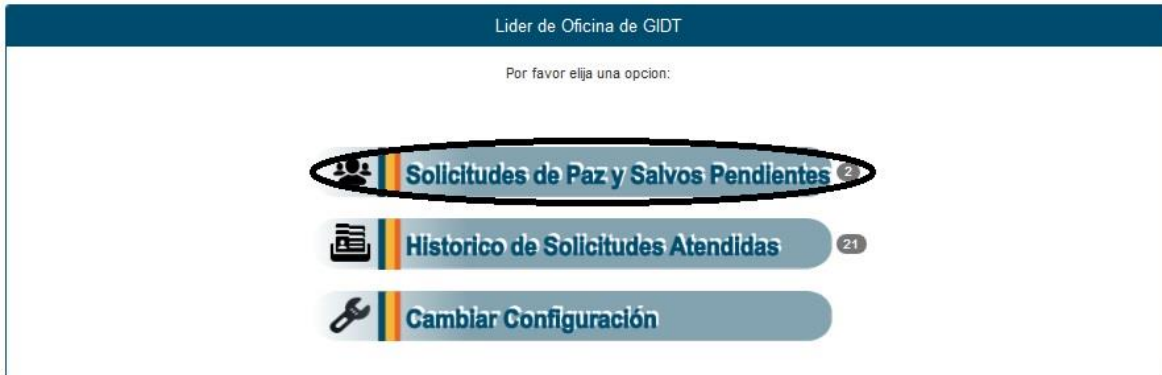 Lider de Oficina de GIDT
Por favor elija una opcion:
Solicitudes de Paz y Salvos Pendientes 2
Historico de Solicitudes Atendidas 21
Cambiar Configuración